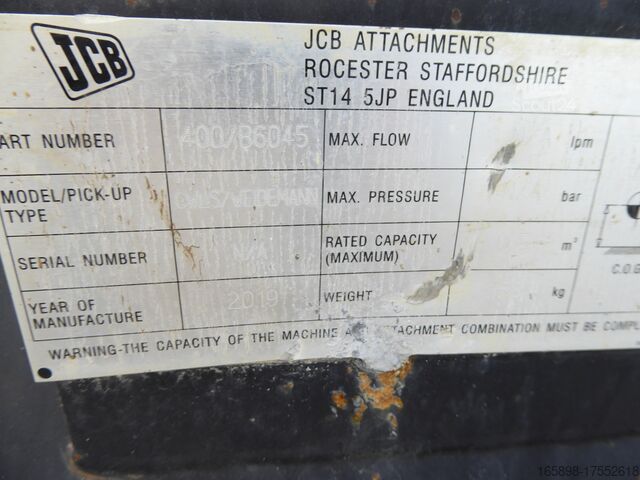 JCB
JCB ATTACHMENTS
ROCESTER STAFFORDSHIRE
ST14 5JP ENGLAND
ART NUMBER 400/B6045 MAX. FLOW lpm
MODEL/PICK-UP TYPE WEIDEMANN MAX. PRESSURE bar
SERIAL NUMBER N/A RATED CAPACITY (MAXIMUM) m³
YEAR OF MANUFACTURE 2019 WEIGHT kg
C.O.G
WARNING-THE CAPACITY OF THE MACHINE AND ATTACHMENT COMBINATION MUST BE COMPL
165898-17552618